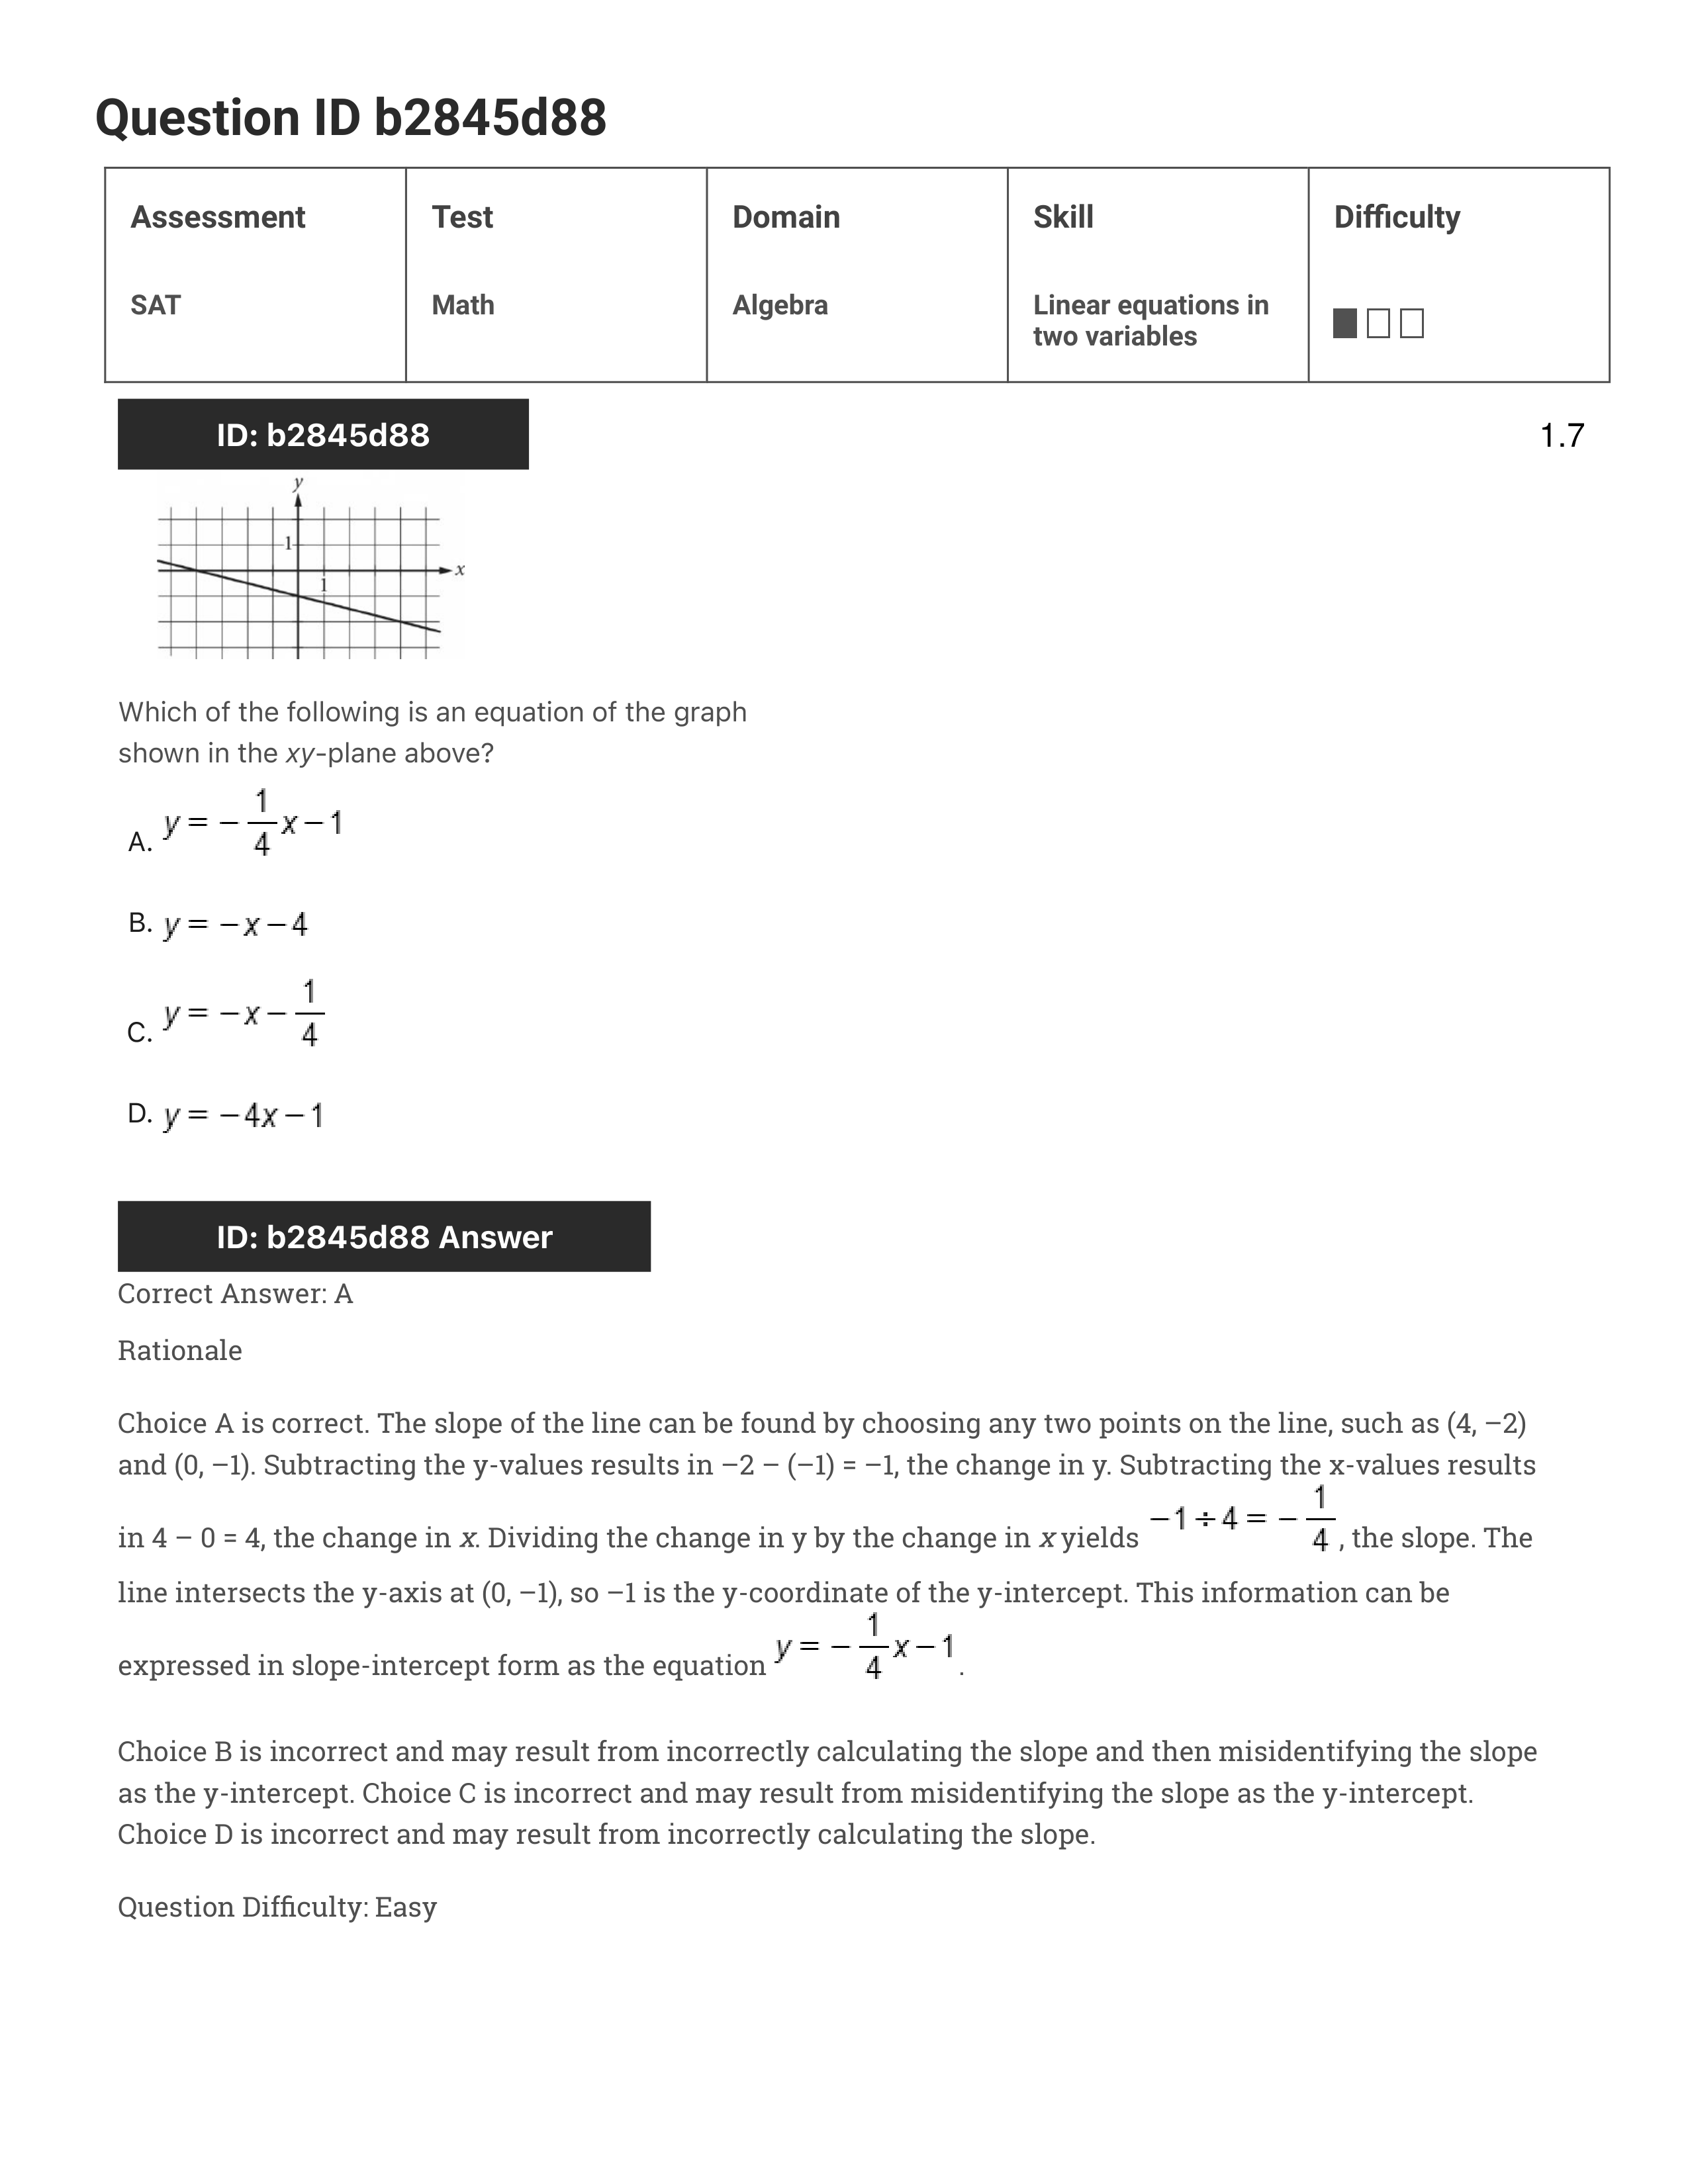 Question ID b2845d88
Assessment Test Domain Skill Difficulty
SAT Math Algebra Linear equations in
two variables
ID: b2845d88 1.7
y
1
x
1
Which of the following is an equation of the graph
shown in the xy-plane above?
A. y = −1/4 x − 1
B. y = −x − 4
C. y = −x − 1/4
D. y = −4x − 1
ID: b2845d88 Answer
Correct Answer: A
Rationale
Choice A is correct. The slope of the line can be found by choosing any two points on the line, such as (4, −2)
and (0, −1). Subtracting the y-values results in −2 − (−1) = −1, the change in y. Subtracting the x-values results
in 4 − 0 = 4, the change in x. Dividing the change in y by the change in x yields −1 ÷ 4 = −1/4, the slope. The
line intersects the y-axis at (0, −1), so −1 is the y-coordinate of the y-intercept. This information can be
expressed in slope-intercept form as the equation y = −1/4 x − 1.
Choice B is incorrect and may result from incorrectly calculating the slope and then misidentifying the slope
as the y-intercept. Choice C is incorrect and may result from misidentifying the slope as the y-intercept.
Choice D is incorrect and may result from incorrectly calculating the slope.
Question Difficulty: Easy